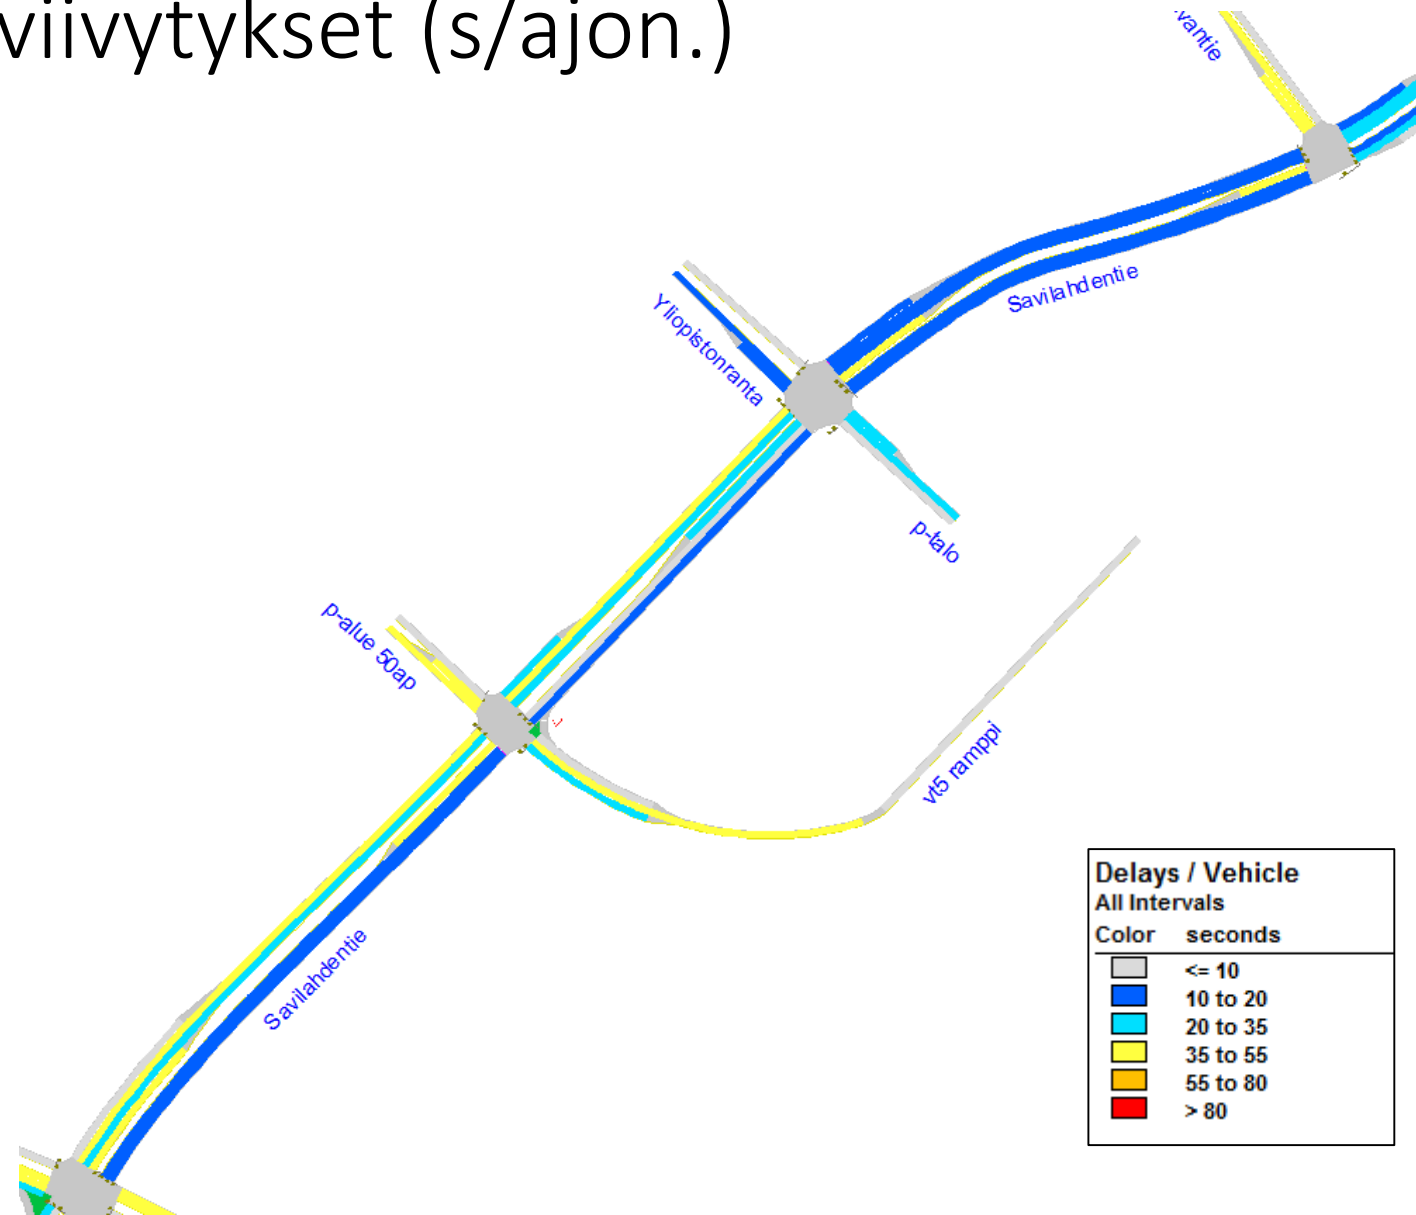 viivytykset (s/ajon.)
vantie
Savilahdentie
Yliopistonranta
p-talo
p-alue 50ap
vt5 ramppi
Savilahdentie
Delays / Vehicle
All Intervals
Color seconds
<= 10
10 to 20
20 to 35
35 to 55
55 to 80
> 80